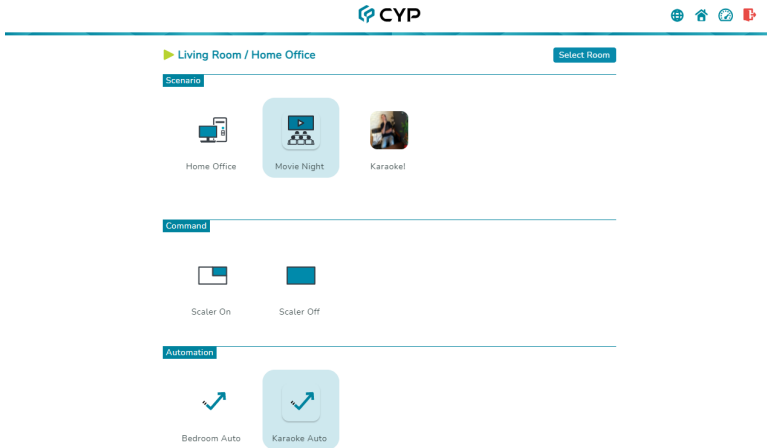 CYP
Living Room / Home Office
Select Room
Scenario
Home Office
Movie Night
Karaokel
Command
Scaler On
Scaler Off
Automation
Bedroom Auto
Karaoke Auto